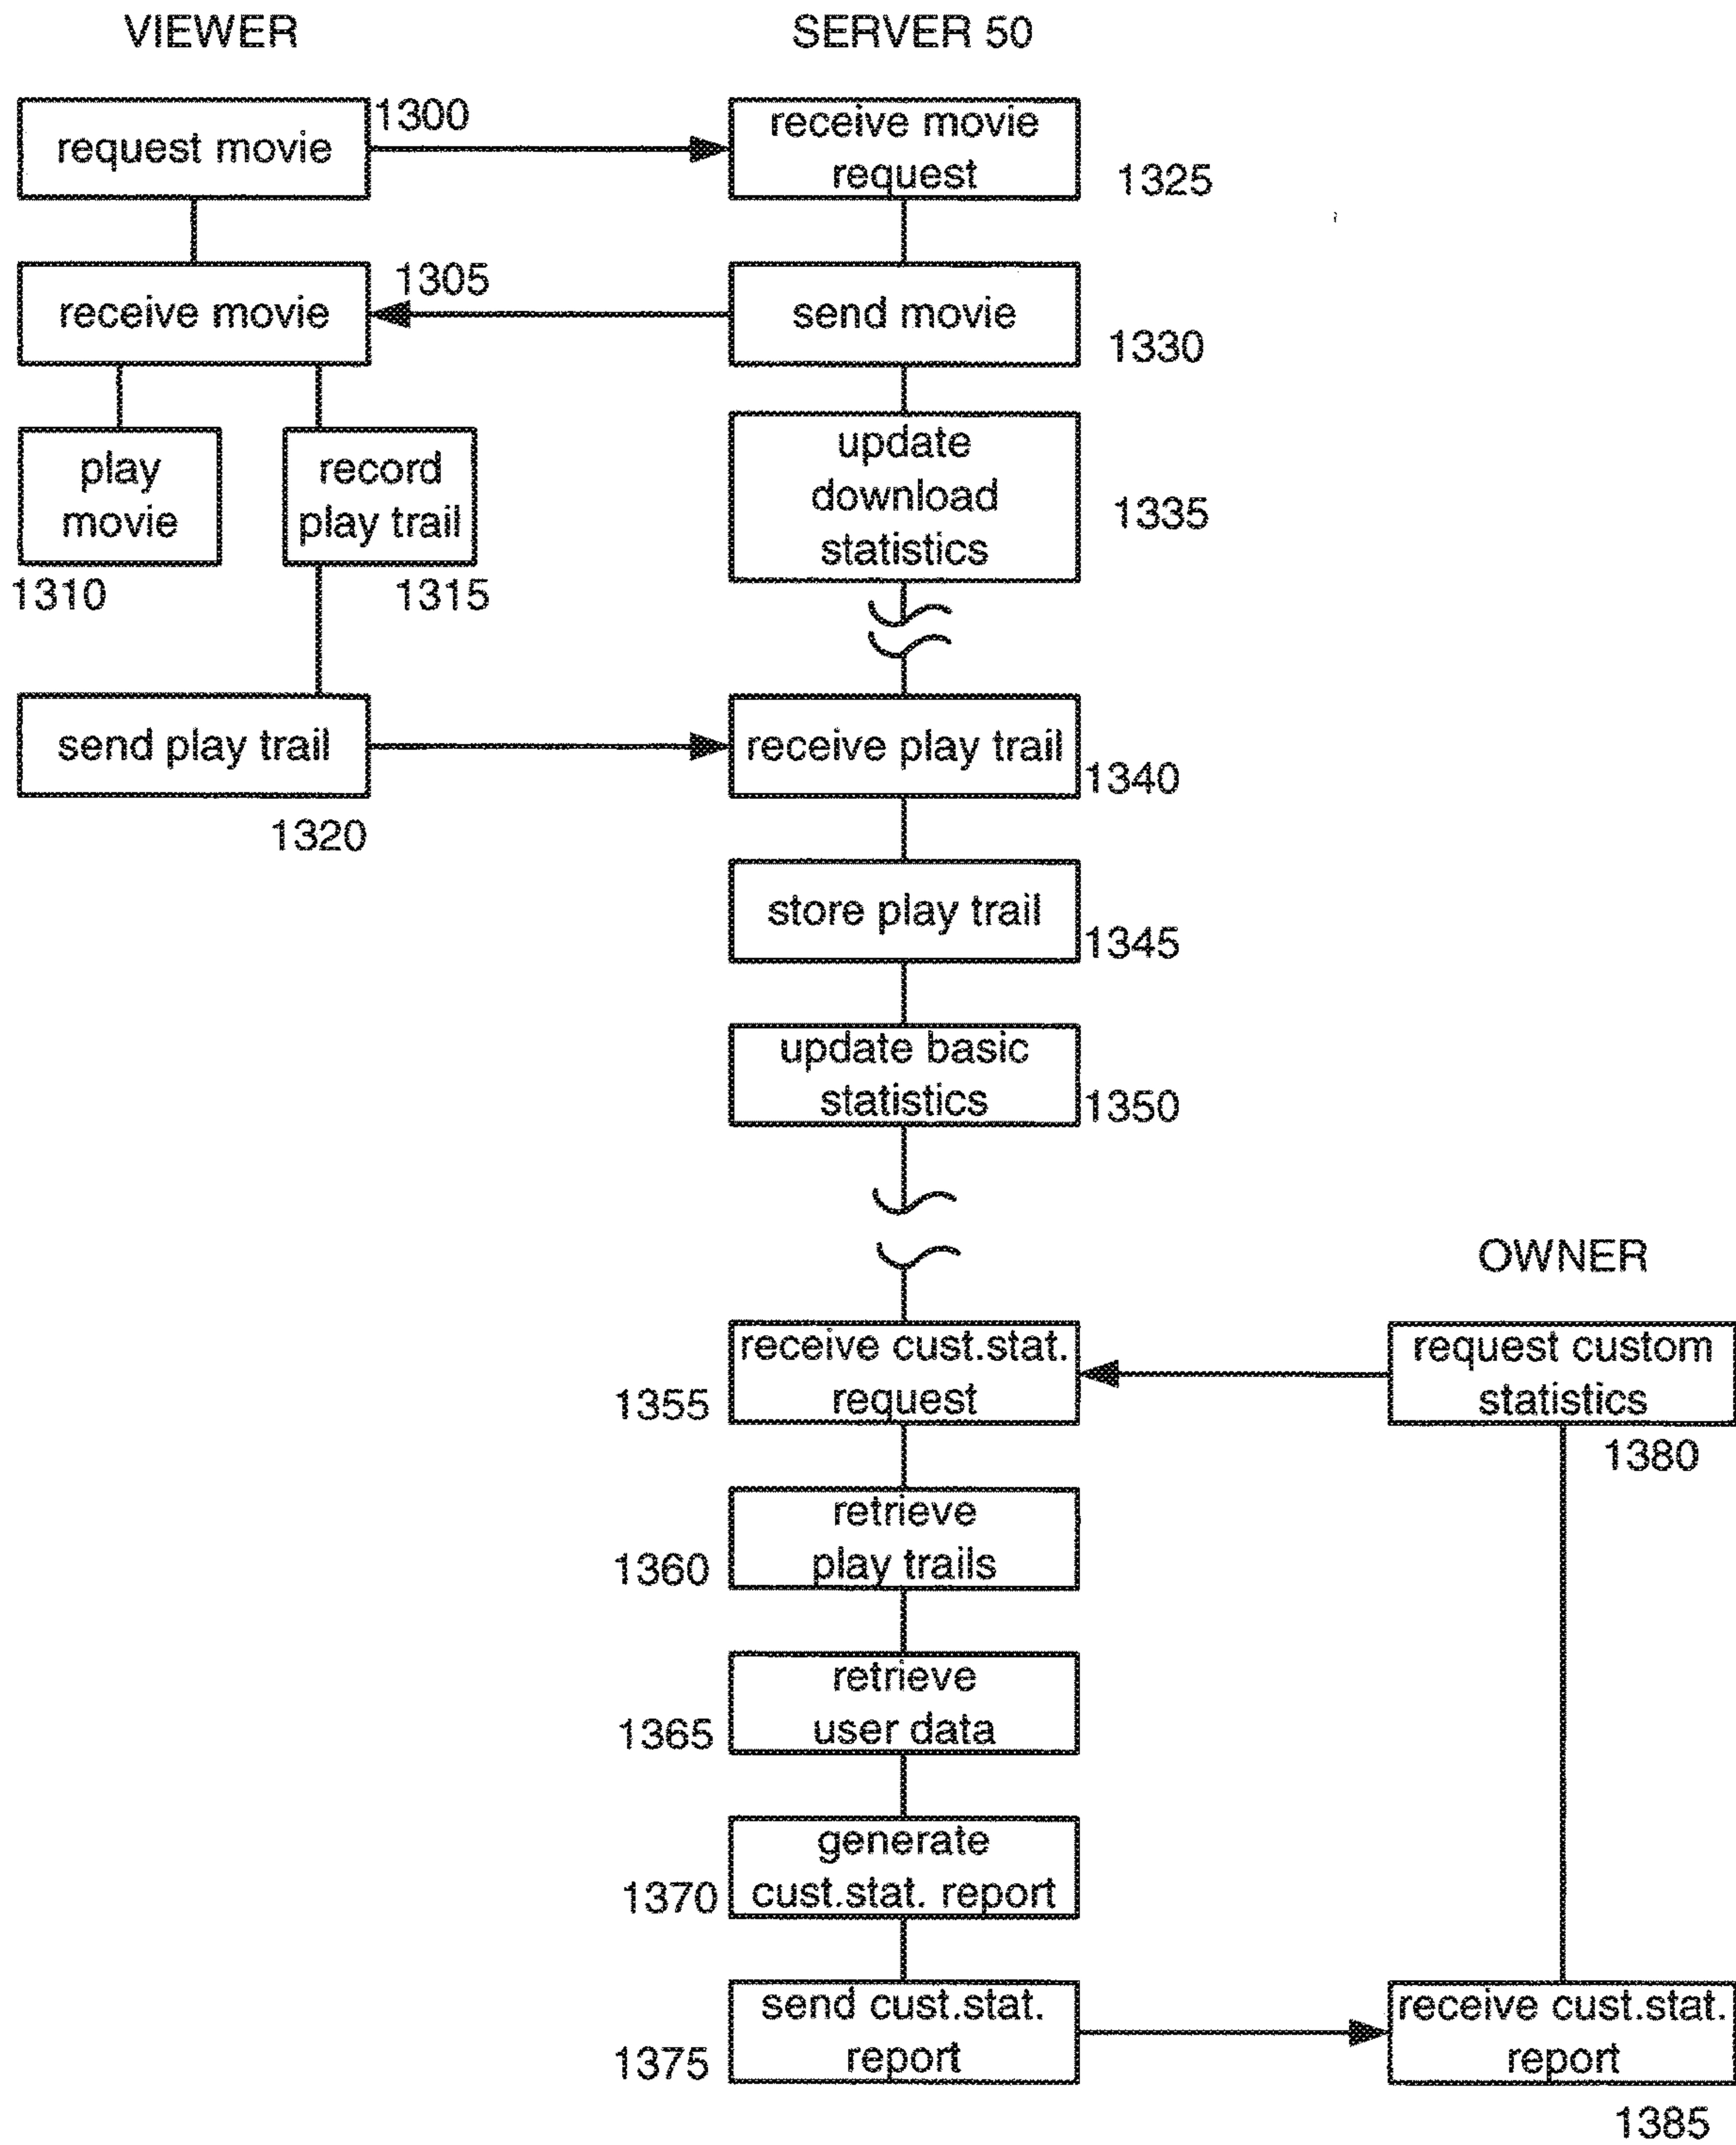 VIEWER
SERVER 50
request movie
1300
receive movie
request
1325
receive movie
1305
send movie
1330
play
movie
1310
record
play trail
1315
update
download
statistics
1335
send play trail
1320
receive play trail
1340
store play trail
1345
update basic
statistics
1350
OWNER
receive cust.stat.
request
1355
request custom
statistics
1380
retrieve
play trails
1360
retrieve
user data
1365
generate
cust.stat. report
1370
send cust.stat.
report
1375
receive cust.stat.
report
1385